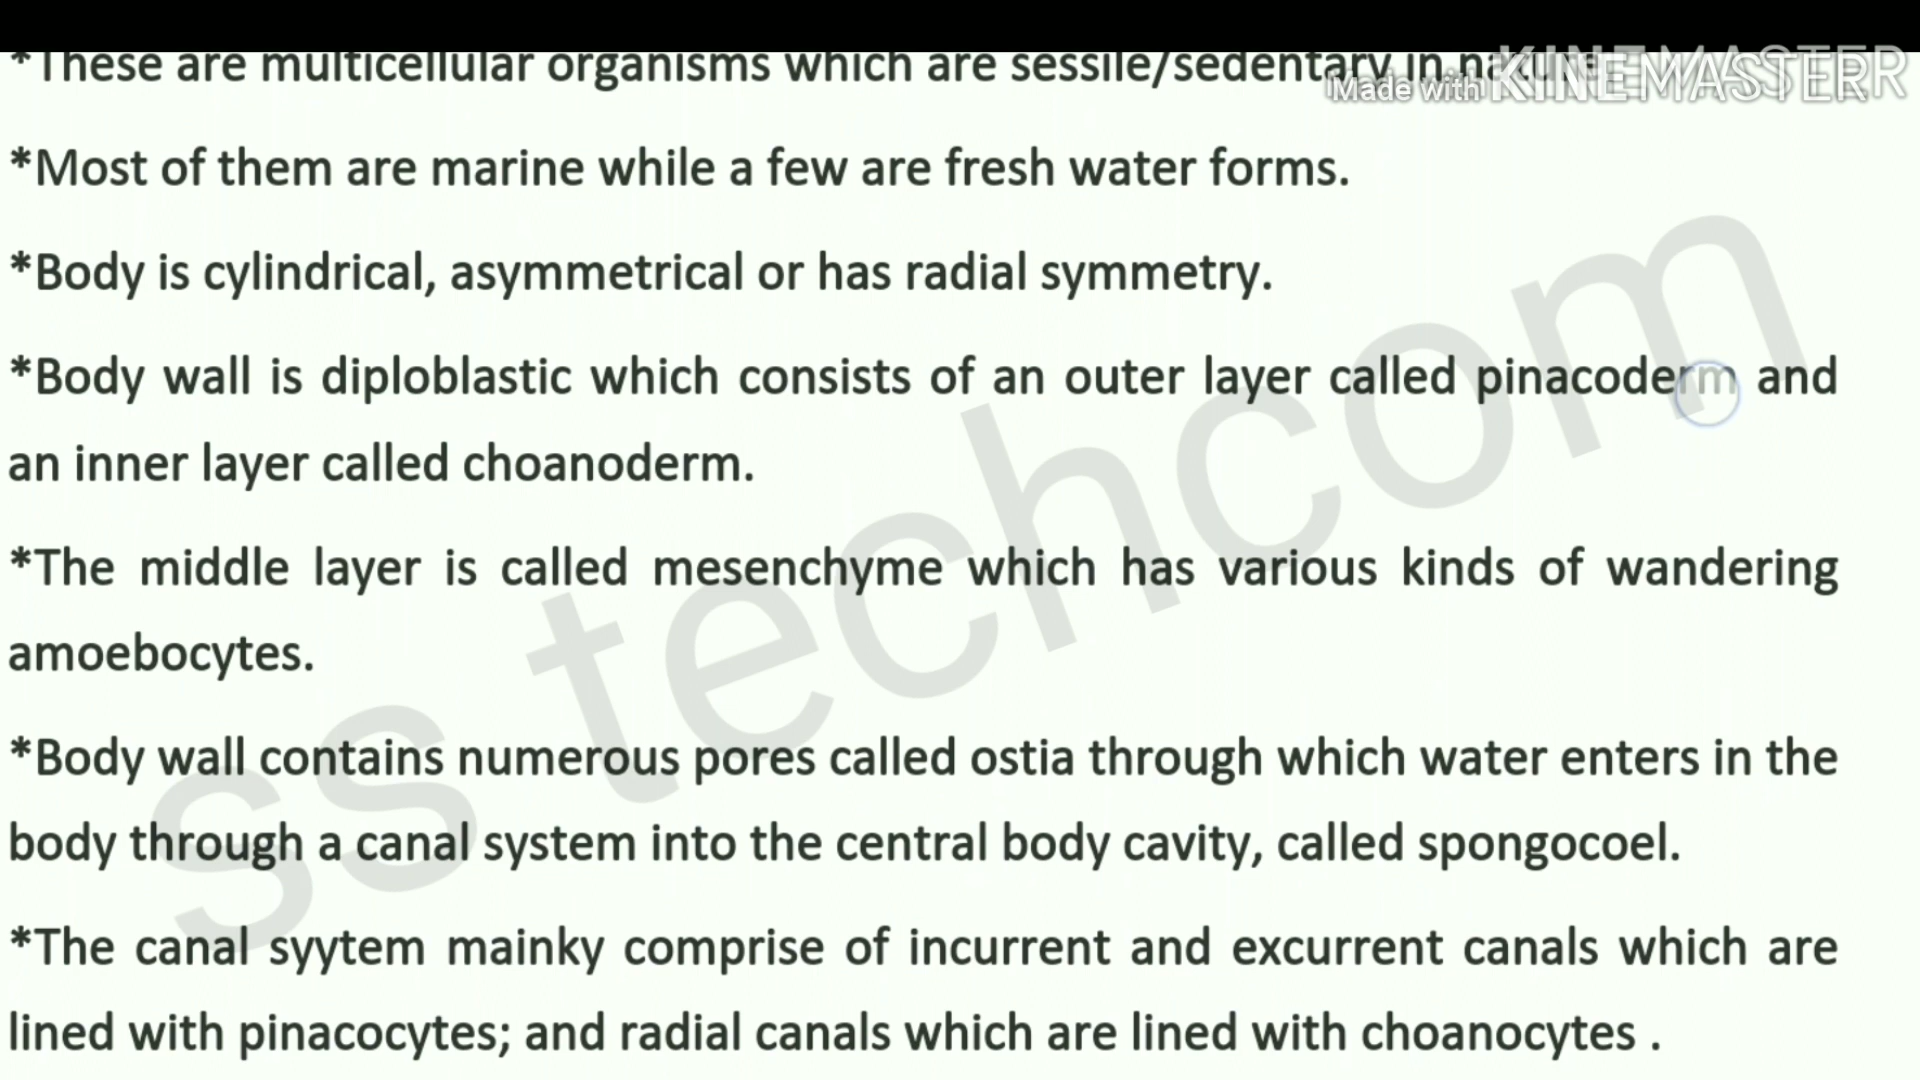 *These are multicellular organisms which are sessile/sedentary in nature.
Made with KINEMASTER
*Most of them are marine while a few are fresh water forms.
*Body is cylindrical, asymmetrical or has radial symmetry.
*Body wall is diploblastic which consists of an outer layer called pinacoderm and
an inner layer called choanoderm.
*The middle layer is called mesenchyme which has various kinds of wandering
amoebocytes.
*Body wall contains numerous pores called ostia through which water enters in the
body through a canal system into the central body cavity, called spongocoel.
*The canal syytem mainky comprise of incurrent and excurrent canals which are
lined with pinacocytes; and radial canals which are lined with choanocytes .
ss techcom